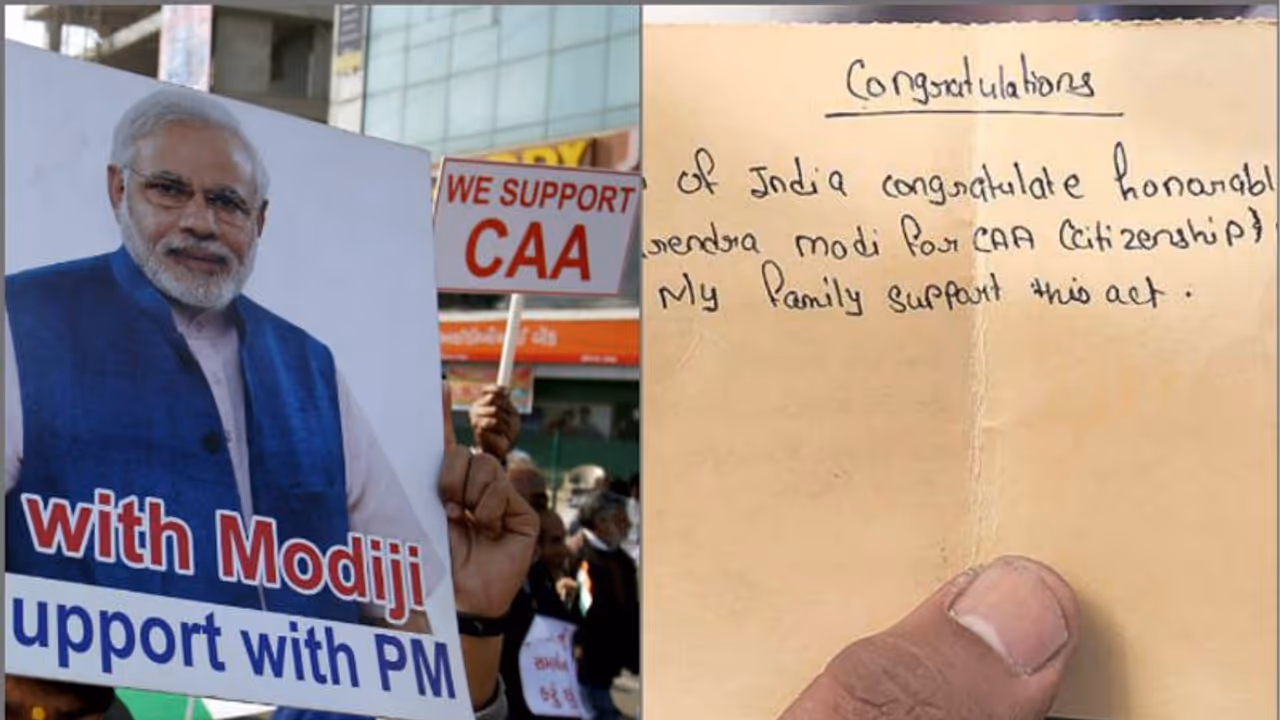 with Modiji
upport with PM
WE SUPPORT
CAA
Congratulations
of India congratulate honorabl
rendra modi for CAA (Citizenship)
My family support this act.